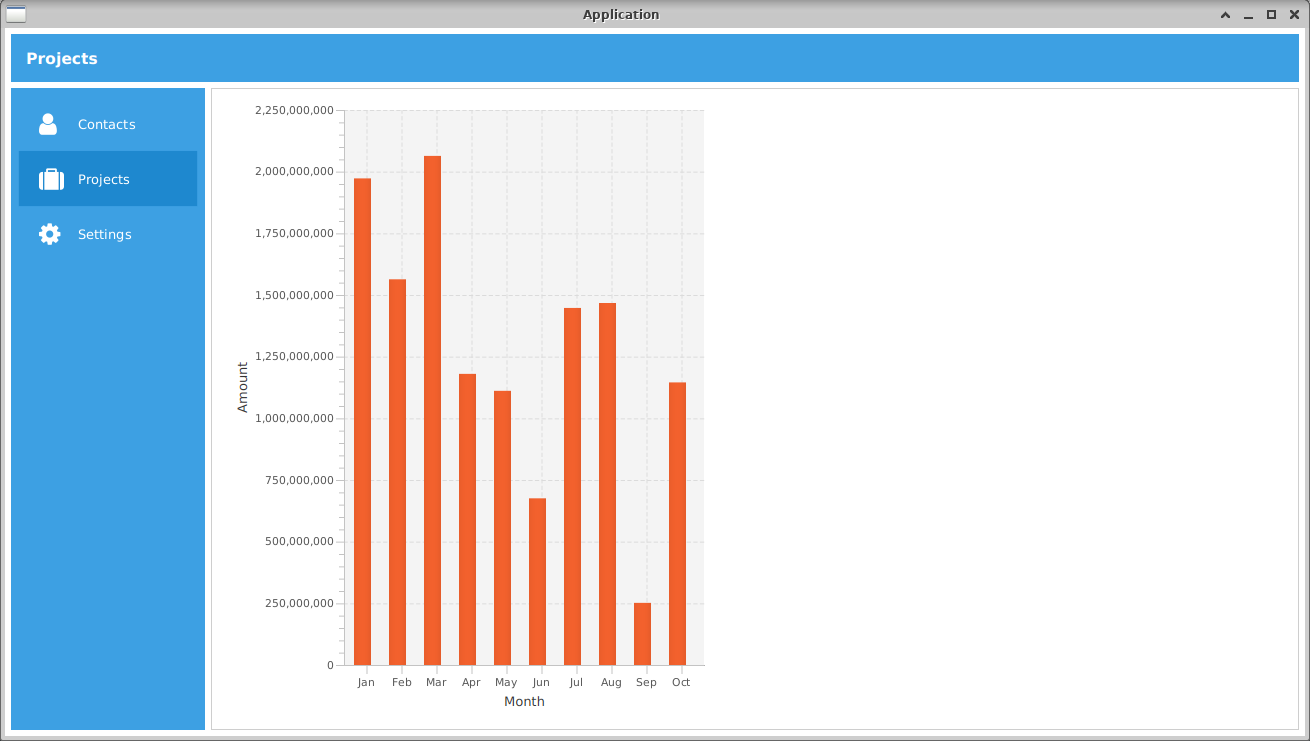 Application
Projects
Contacts
Projects
Settings
2,250,000,000
2,000,000,000
1,750,000,000
1,500,000,000
1,250,000,000
1,000,000,000
750,000,000
500,000,000
250,000,000
0
Amount
Jan Feb Mar Apr May Jun Jul Aug Sep Oct
Month